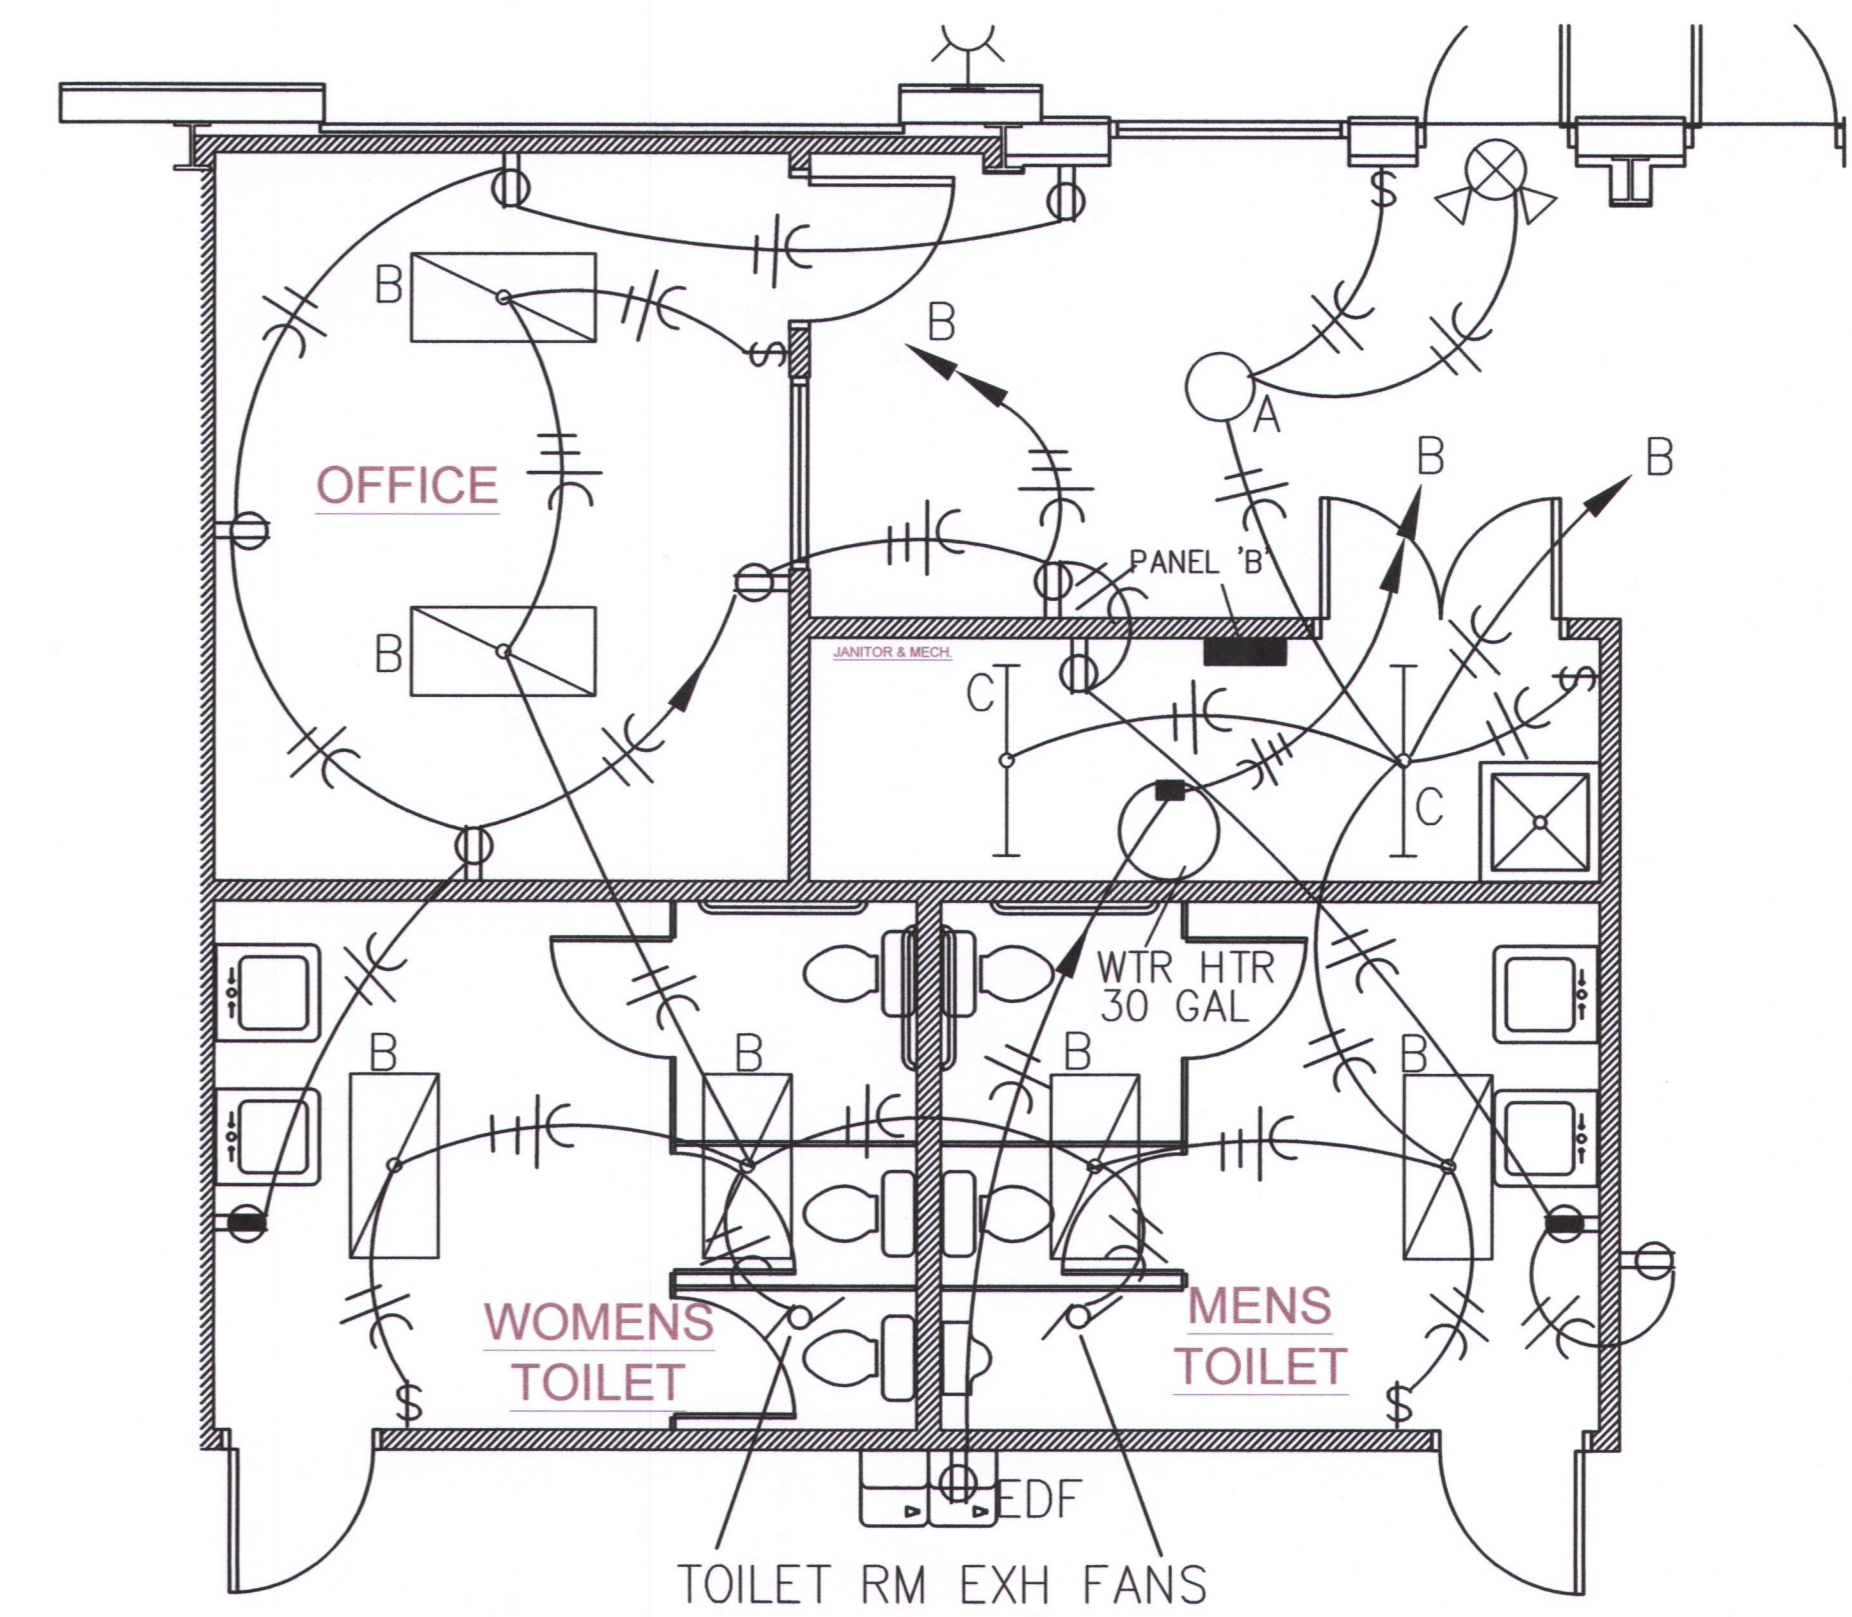 $
B
$
B
A
OFFICE
B
B
PANEL 'B'
JANITOR & MECH.
B
C
$
C
WTR HTR
30 GAL
B
B
B
B
WOMENS
TOILET
MENS
TOILET
$
$
EDF
TOILET RM EXH FANS